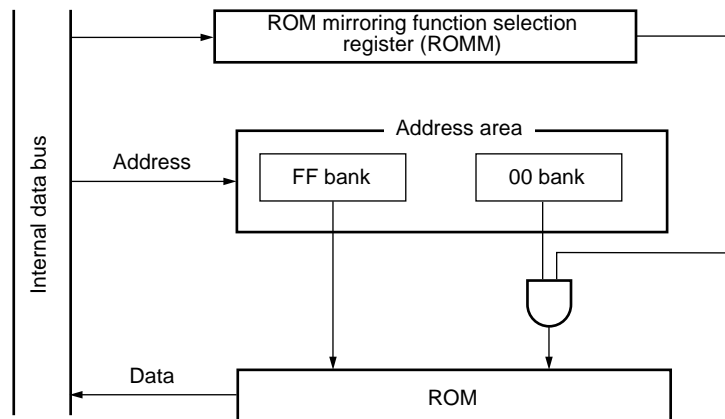 ROM mirroring function selection
register (ROMM)
Address area
Address
FF bank
00 bank
Internal data bus
Data
ROM